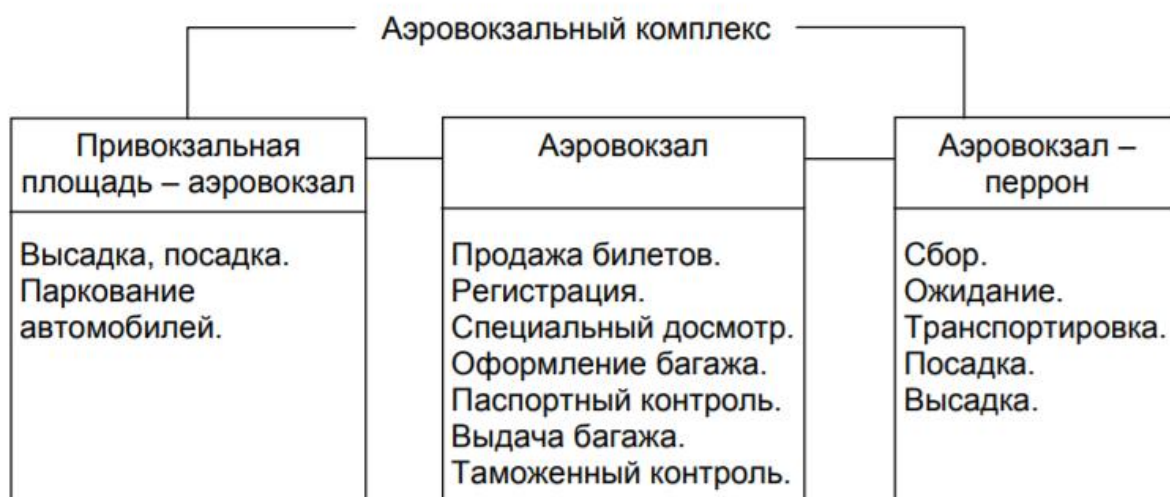 Аэровокзальный комплекс
Привокзальная
площадь – аэровокзал
Высадка, посадка.
Паркование
автомобилей.
Аэровокзал
Продажа билетов.
Регистрация.
Специальный досмотр.
Оформление багажа.
Паспортный контроль.
Выдача багажа.
Таможенный контроль.
Аэровокзал –
перрон
Сбор.
Ожидание.
Транспортировка.
Посадка.
Высадка.